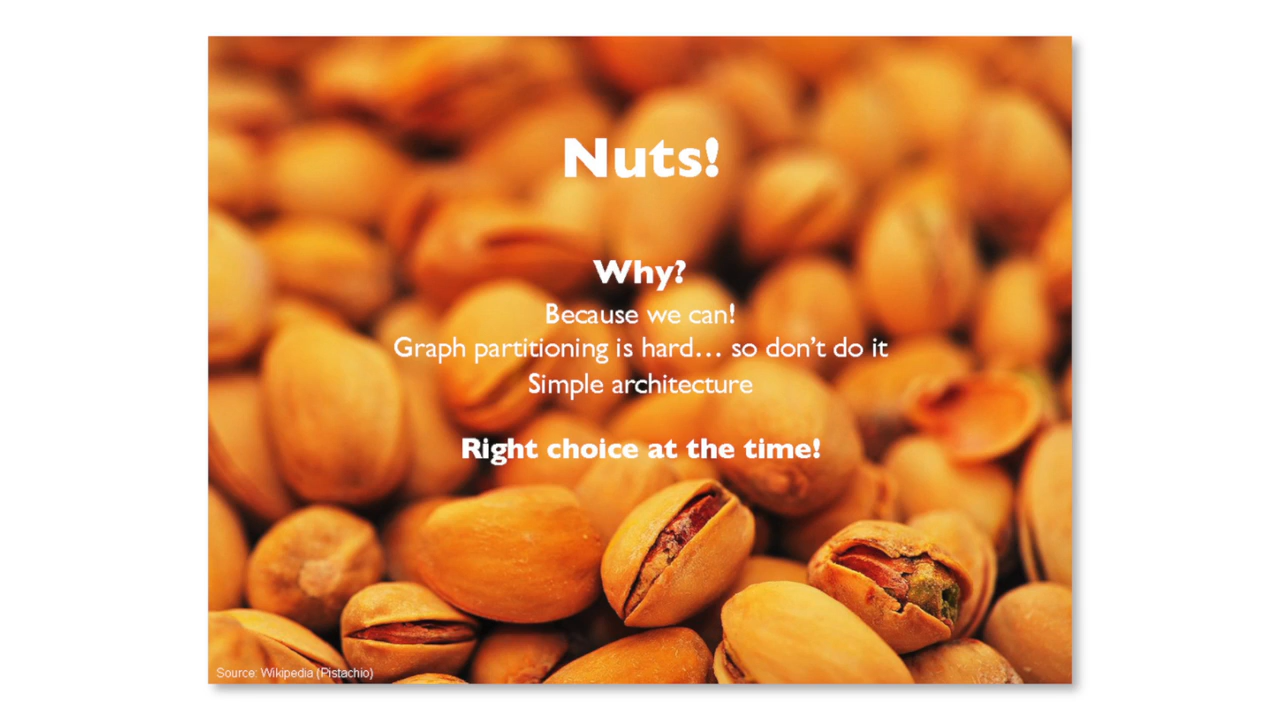 Nuts!
Why?
Because we can!
Graph partitioning is hard… so don’t do it
Simple architecture
Right choice at the time!
Source: Wikipedia (Pistachio)